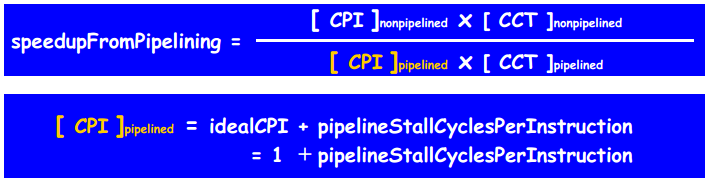 [ CPI ]nonpipelined X [ CCT ]nonpipelined
speedupFromPipelining =
[ CPI ]pipelined X [ CCT ]pipelined
[ CPI ]pipelined = idealCPI + pipelineStallCyclesPerInstruction
= 1 + pipelineStallCyclesPerInstruction